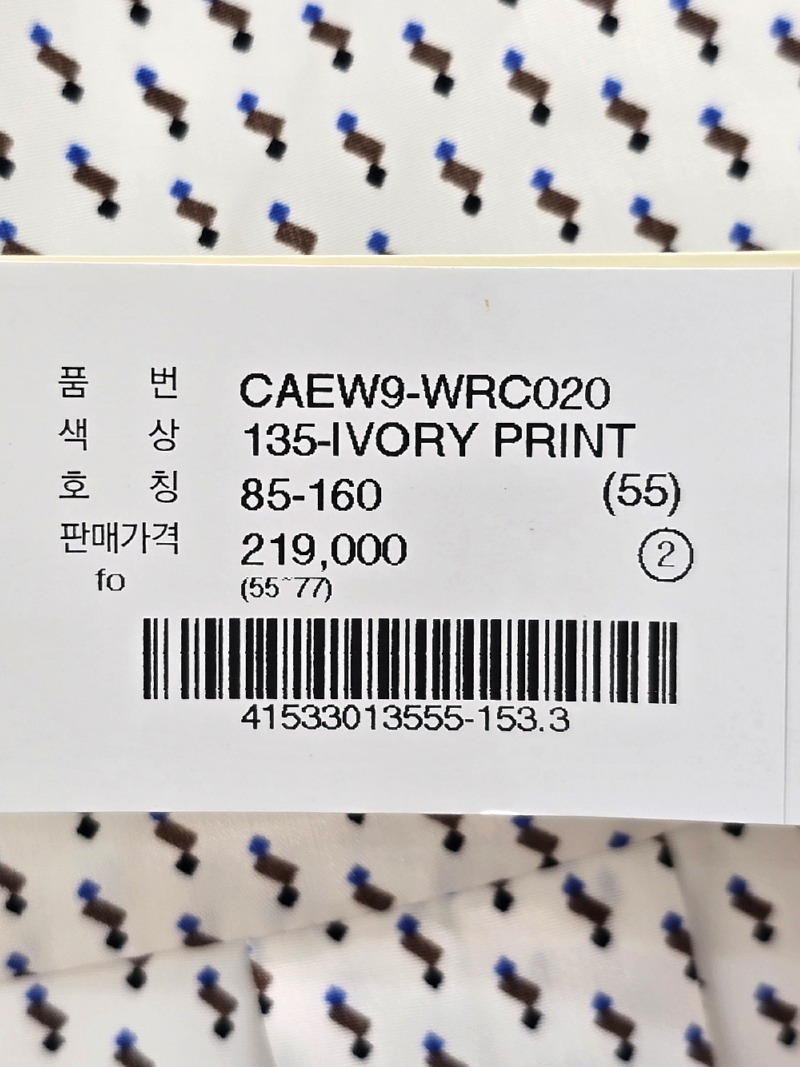 품 번 CAEW9-WRC020
색 상 135-IVORY PRINT
호 칭 85-160 (55)
판매가격 219,000 ②
fo (55~77)
41533013555-153.3